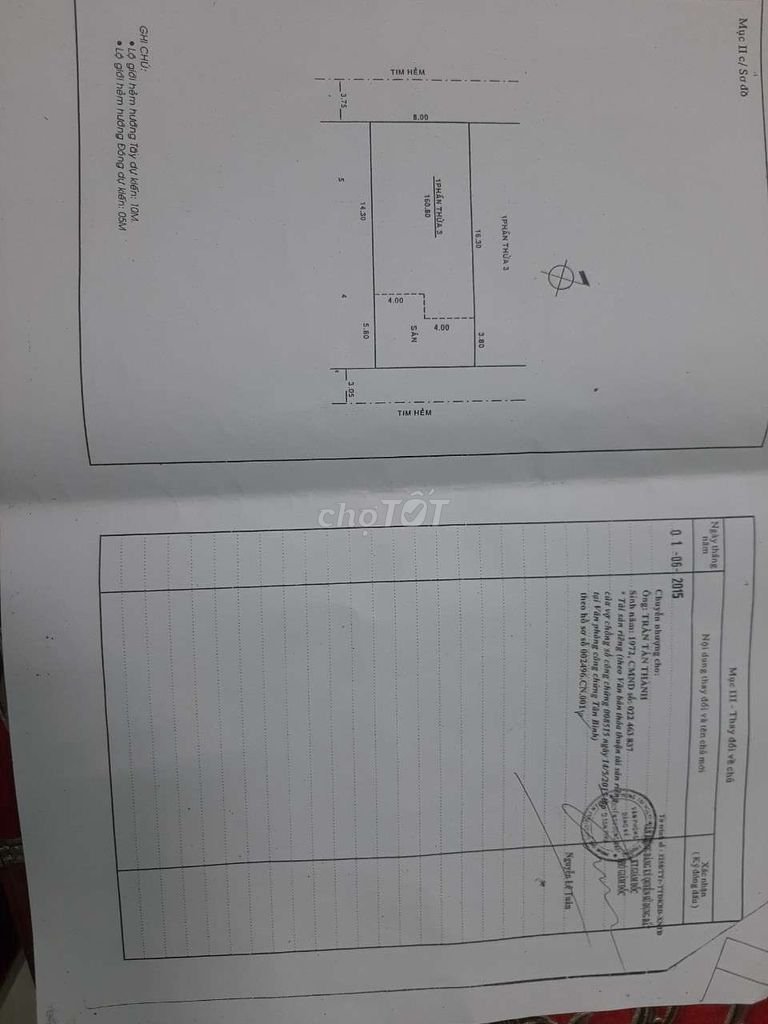 Mục II c/ Sơ đồ
TIM HẺM
3.75
8.00
1PHẦN THỬA 3
160.80
1PHẦN THỬA 3
16.30
14.30
5
4
4.00
4.00
SÂN
3.80
5.80
3.05
TIM HẺM
GHI CHÚ:
• Lộ giới hẻm hướng Tây dự kiến: 10M
• Lộ giới hẻm hướng Đông dự kiến: 05M
chợTỐT
Mục III - Thay đổi về chủ
Ngày tháng năm
Nội dung thay đổi và tên chủ mới
Xác nhận
(Ký đóng dấu)
01-06-2015
Chuyển nhượng cho:
Ông: TRẦN TẤN THÀNH
Sinh năm: 1972, CMND số: 022 463 837.
* Tài sản riêng (theo Văn bản thỏa thuận tài sản riêng
của vợ chồng số công chứng 008515 ngày 14/5/2015
tại Văn phòng công chứng Tân Bình)
theo hồ sơ số 002496.CN.001
Nguyễn Lê Tuấn